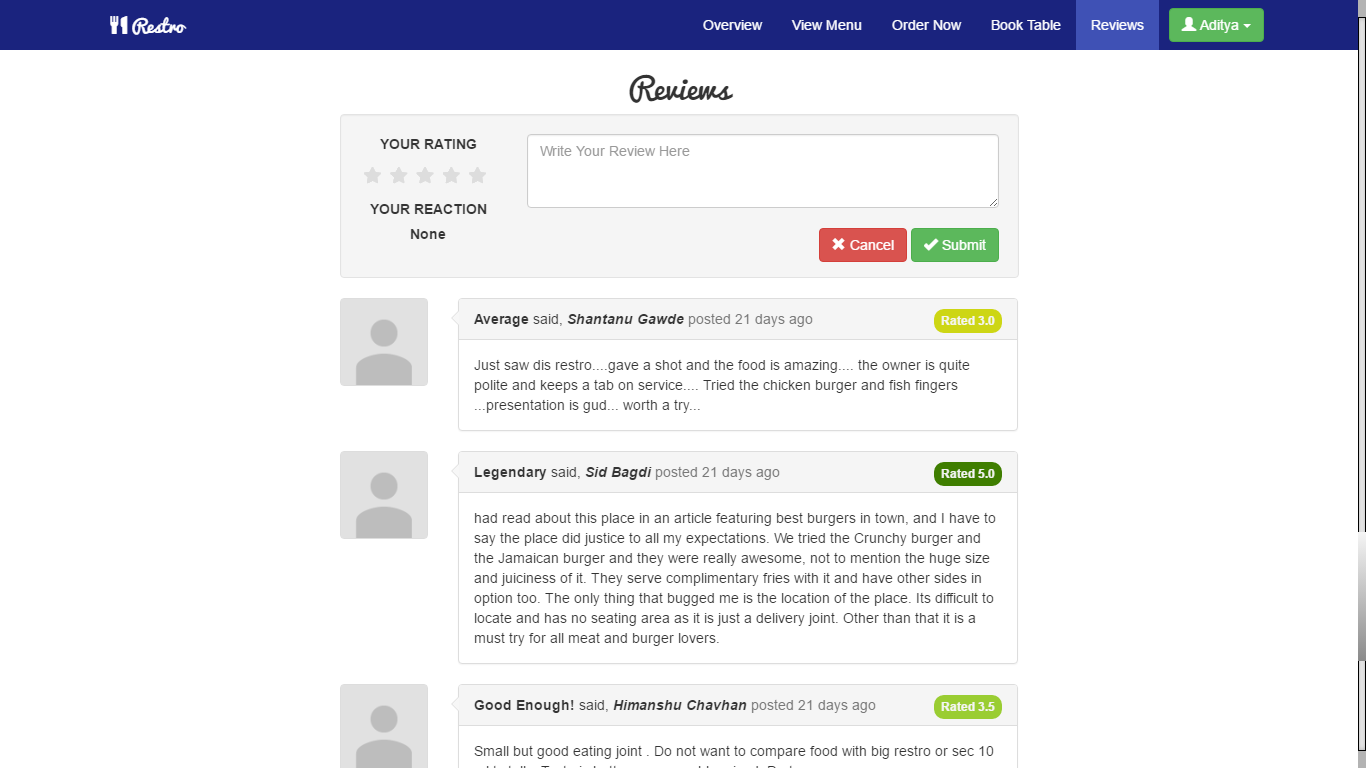 Restro Overview View Menu Order Now Book Table Reviews Aditya
Reviews
YOUR RATING
Write Your Review Here
YOUR REACTION
None
Cancel Submit
Average said, Shantanu Gawde posted 21 days ago Rated 3.0
Just saw dis restro....gave a shot and the food is amazing.... the owner is quite
polite and keeps a tab on service.... Tried the chicken burger and fish fingers
...presentation is gud... worth a try...
Legendary said, Sid Bagdi posted 21 days ago Rated 5.0
had read about this place in an article featuring best burgers in town, and I have to
say the place did justice to all my expectations. We tried the Crunchy burger and
the Jamaican burger and they were really awesome, not to mention the huge size
and juiciness of it. They serve complimentary fries with it and have other sides in
option too. The only thing that bugged me is the location of the place. Its difficult to
locate and has no seating area as it is just a delivery joint. Other than that it is a
must try for all meat and burger lovers.
Good Enough! said, Himanshu Chavhan posted 21 days ago Rated 3.5
Small but good eating joint . Do not want to compare food with big restro or sec 10